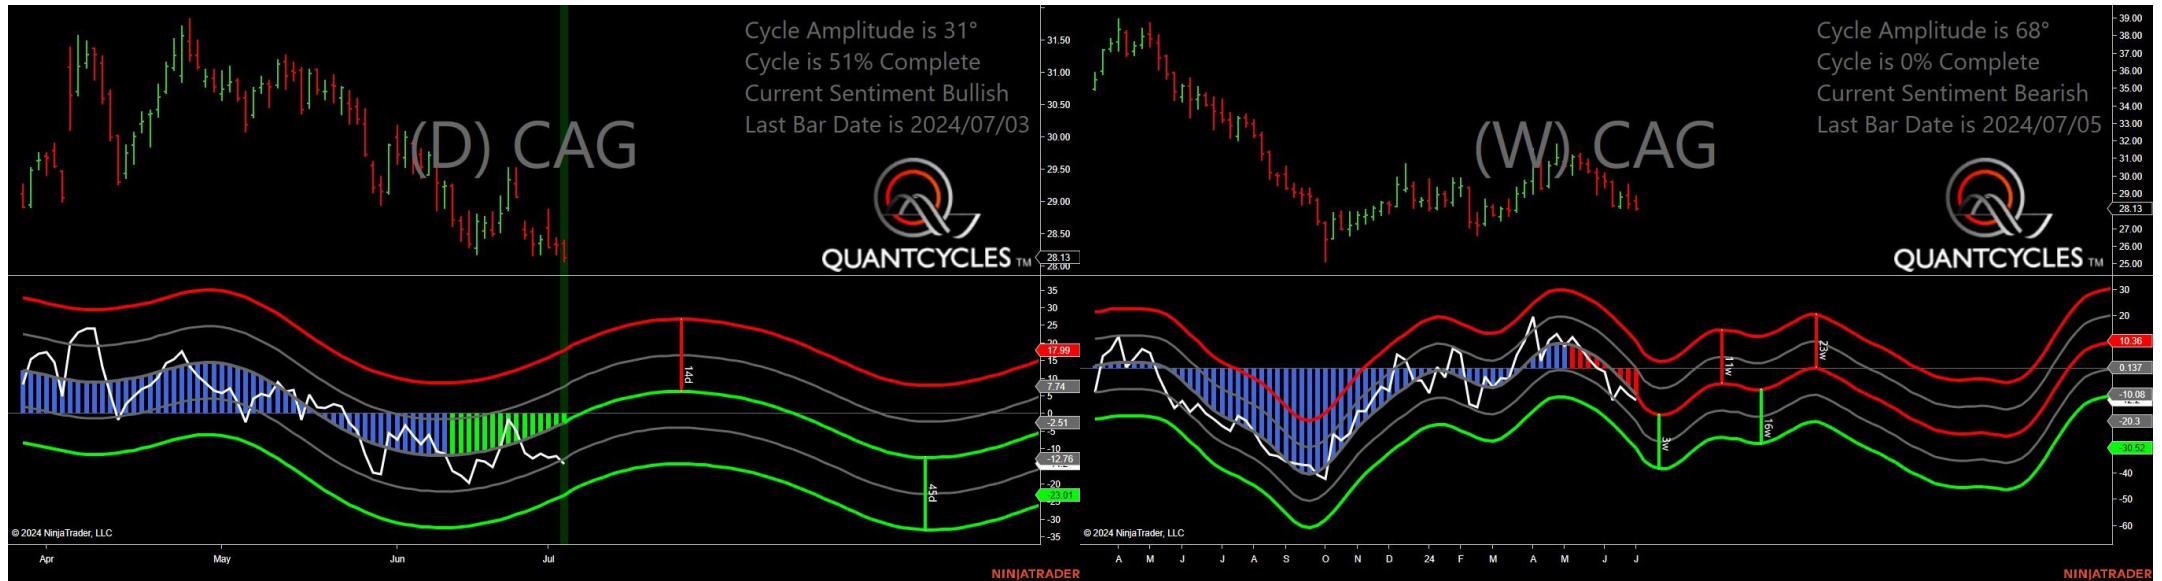 Cycle Amplitude is 31°
Cycle is 51% Complete
Current Sentiment Bullish
Last Bar Date is 2024/07/03
(D) CAG
QUANTCYCLES TM
31.50
31.00
30.50
30.00
29.50
29.00
28.50
28.13
28.00
35
30
25
20
17.99
15
10
7.74
5
0
-2.51
-5
-10
-12.76
-20
-23.01
-30
-35
14d
45d
© 2024 NinjaTrader, LLC
Apr May Jun Jul
NINJATRADER
Cycle Amplitude is 68°
Cycle is 0% Complete
Current Sentiment Bearish
Last Bar Date is 2024/07/05
(W) CAG
QUANTCYCLES TM
39.00
38.00
37.00
36.00
35.00
34.00
33.00
32.00
31.00
30.00
29.00
28.13
27.00
26.00
25.00
30
20
10.36
0.137
-10.08
-20.3
-30.52
-40
-50
-60
11w
23w
3w
16w
© 2024 NinjaTrader, LLC
A M J J A S O N D 24 F M A M J J
NINJATRADER